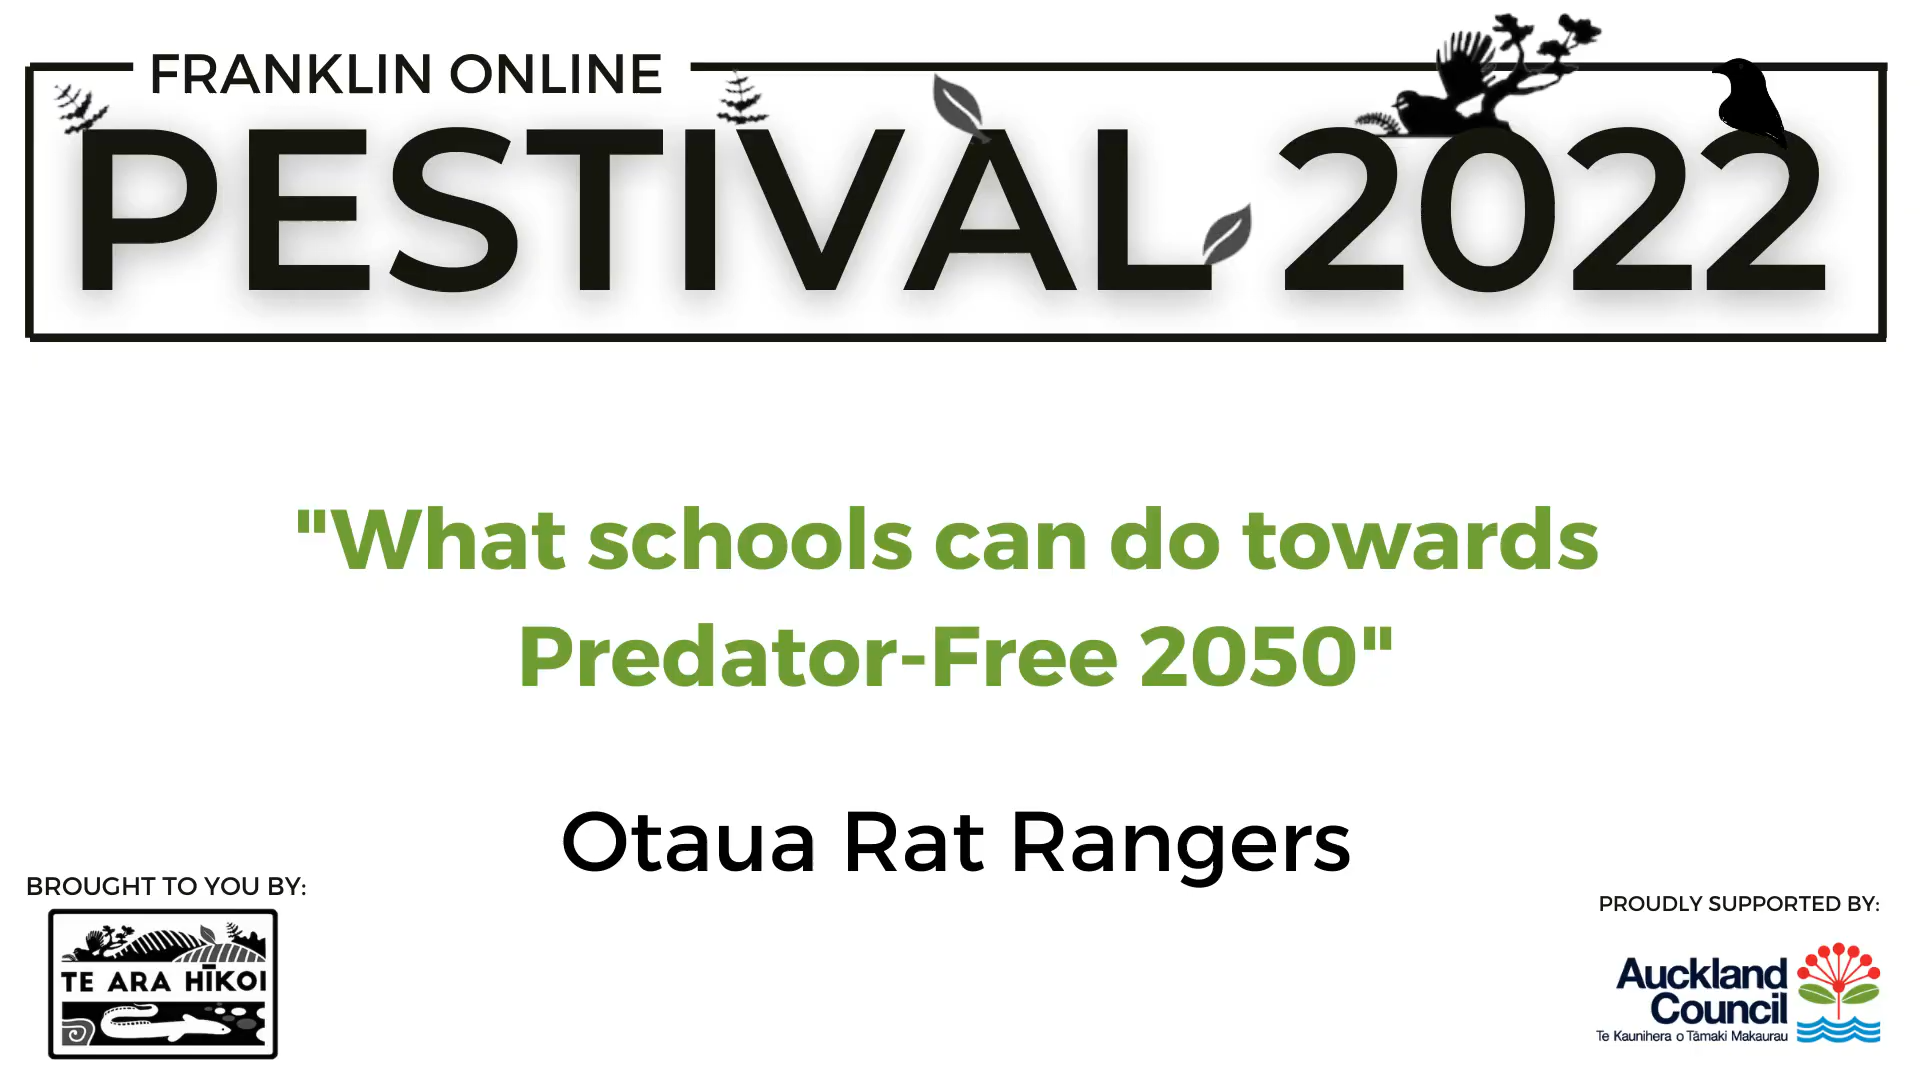 FRANKLIN ONLINE
PESTIVAL 2022
"What schools can do towards
Predator-Free 2050"
Otaua Rat Rangers
BROUGHT TO YOU BY:
TE ARA HĪKOI
PROUDLY SUPPORTED BY:
Auckland
Council
Te Kaunihera o Tāmaki Makaurau